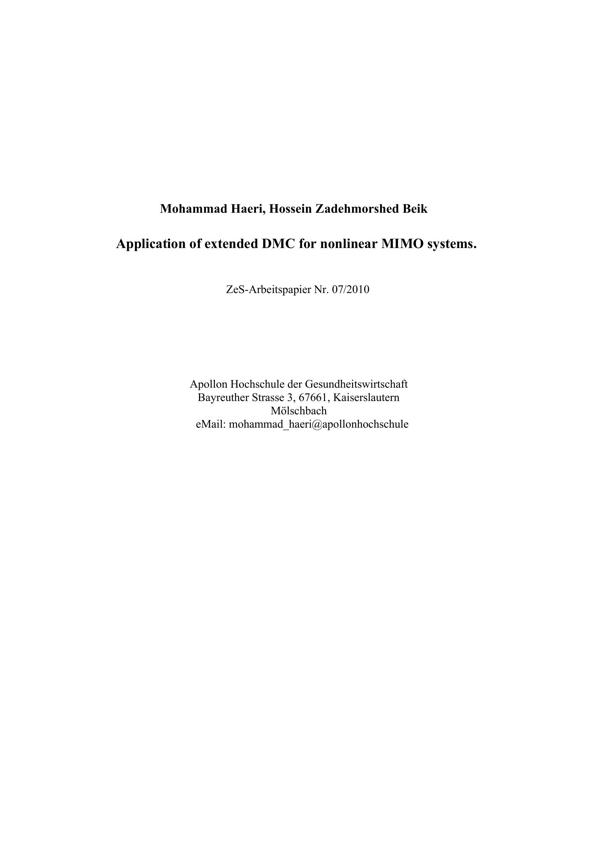 Mohammad Haeri, Hossein Zadehmorshed Beik
Application of extended DMC for nonlinear MIMO systems.
ZeS-Arbeitspapier Nr. 07/2010
Apollon Hochschule der Gesundheitswirtschaft
Bayreuther Strasse 3, 67661, Kaiserslautern
Mölschbach
eMail: mohammad_haeri@apollonhochschule